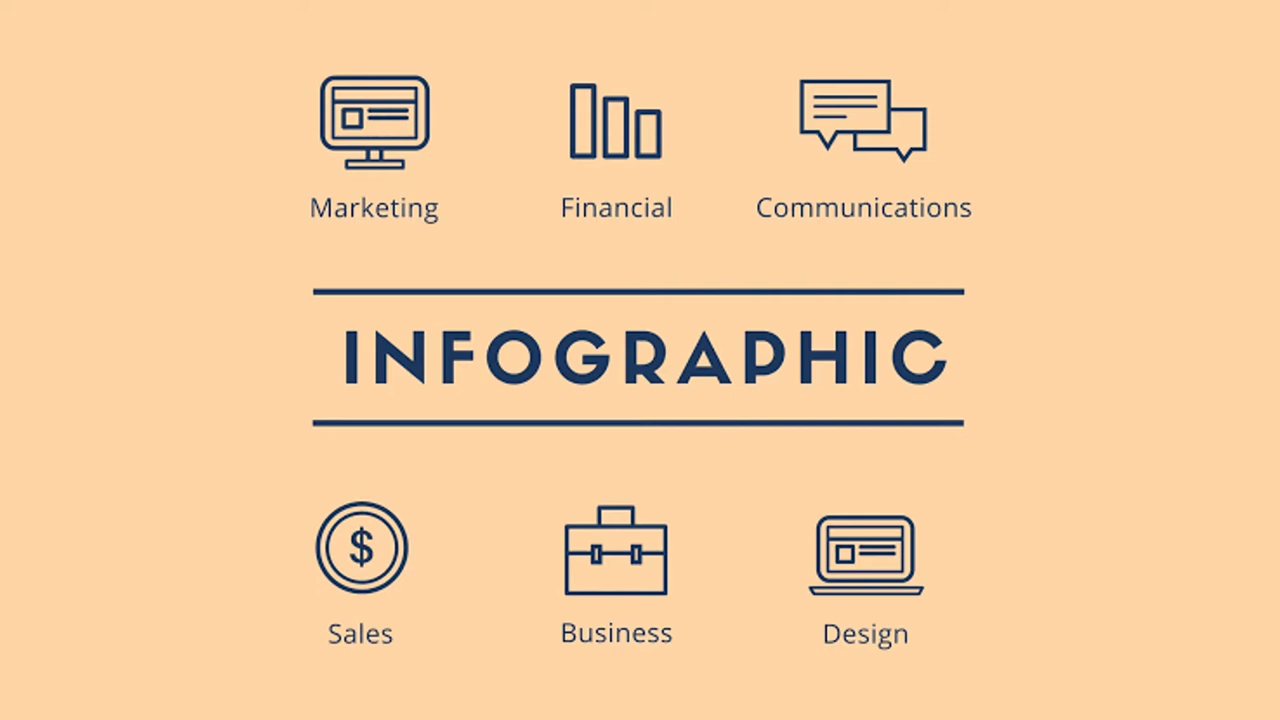 Marketing
Financial
Communications
INFOGRAPHIC
$
Sales
Business
Design